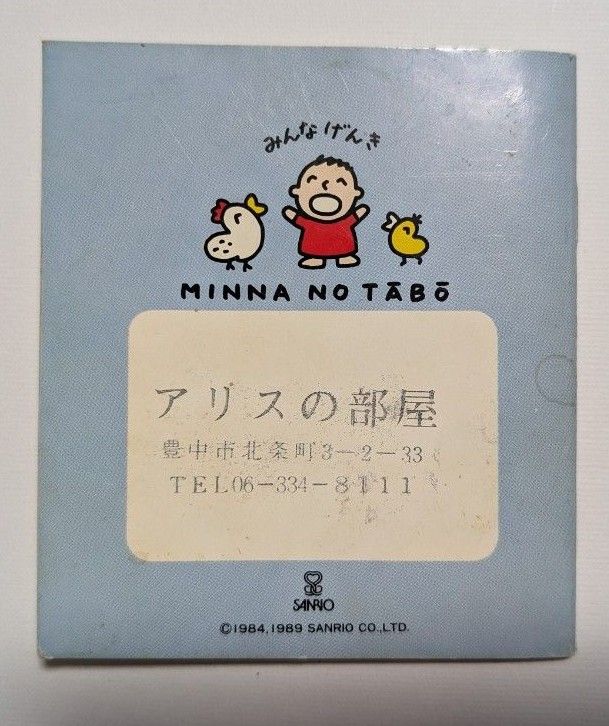 みんなげんき
MINNA NO TĀBŌ
アリスの部屋
豊中市北条町3-2-33
TEL06-334-8111
SANRIO
©1984,1989 SANRIO CO.,LTD.